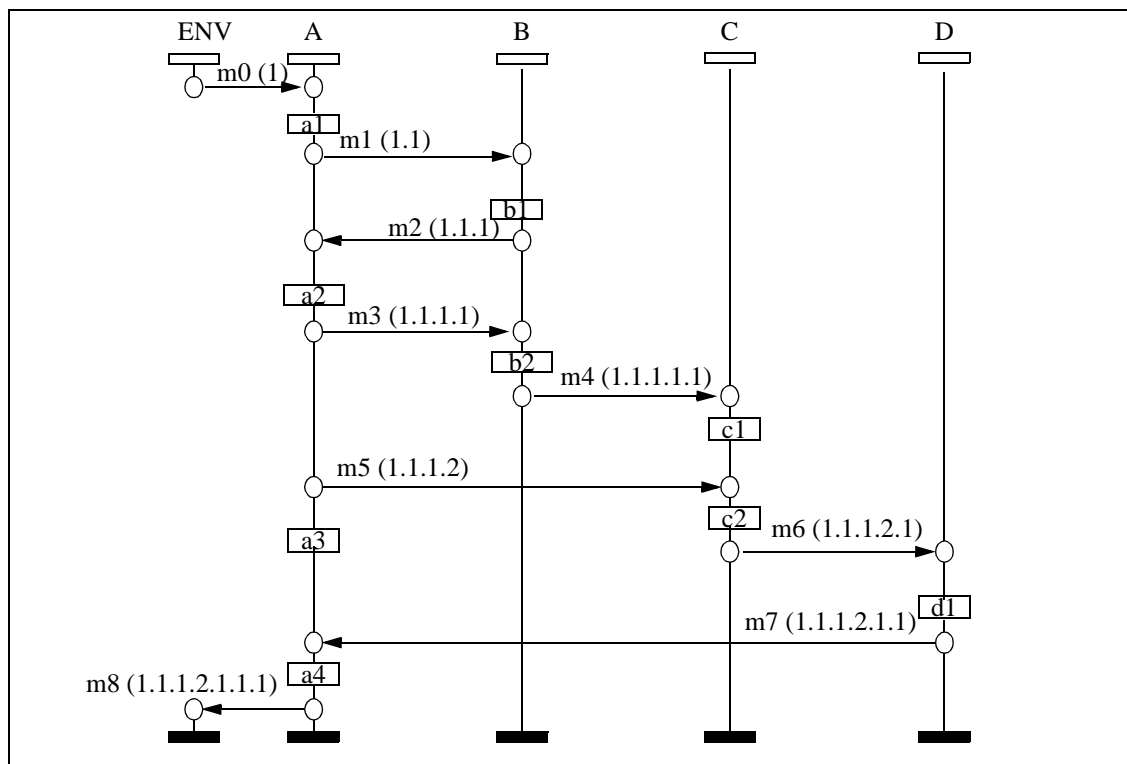 ENV A B C D
m0 (1)
a1
m1 (1.1)
b1
m2 (1.1.1)
a2
m3 (1.1.1.1)
b2
m4 (1.1.1.1.1)
c1
m5 (1.1.1.2)
c2
m6 (1.1.1.2.1)
a3
d1
m7 (1.1.1.2.1.1)
a4
m8 (1.1.1.2.1.1.1)